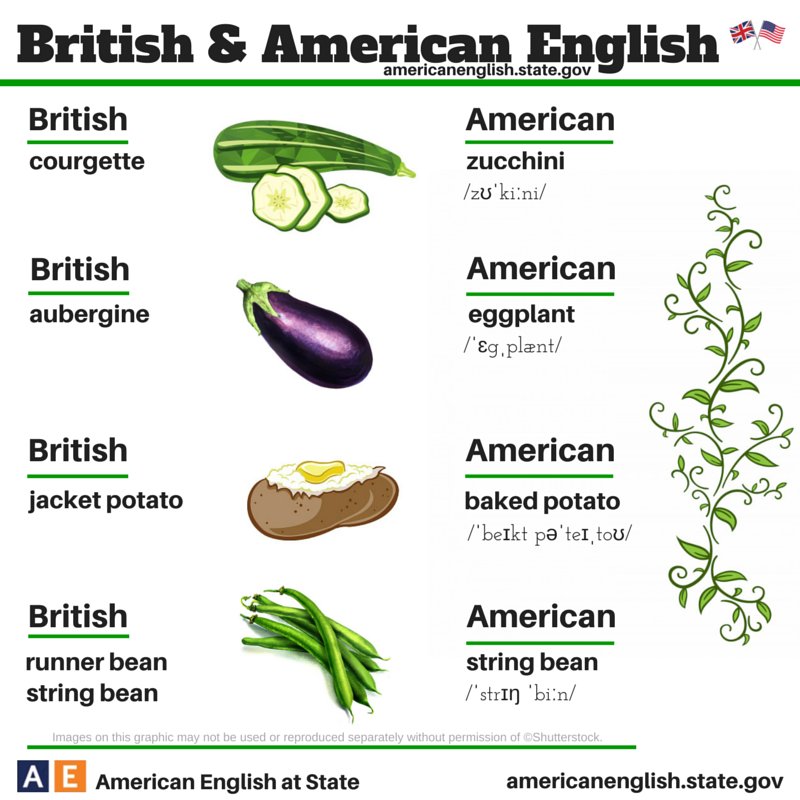 British & American English
americanenglish.state.gov
British
American
courgette
zucchini
/zʊˈkiːni/
British
American
aubergine
eggplant
/ˈɛgˌplænt/
British
American
jacket potato
baked potato
/ˈbeɪkt pəˈteɪˌtoʊ/
British
American
runner bean
string bean
string bean
/ˈstrɪŋ ˈbiːn/
Images on this graphic may not be used or reproduced separately without permission of ©Shutterstock.
A E American English at State
americanenglish.state.gov